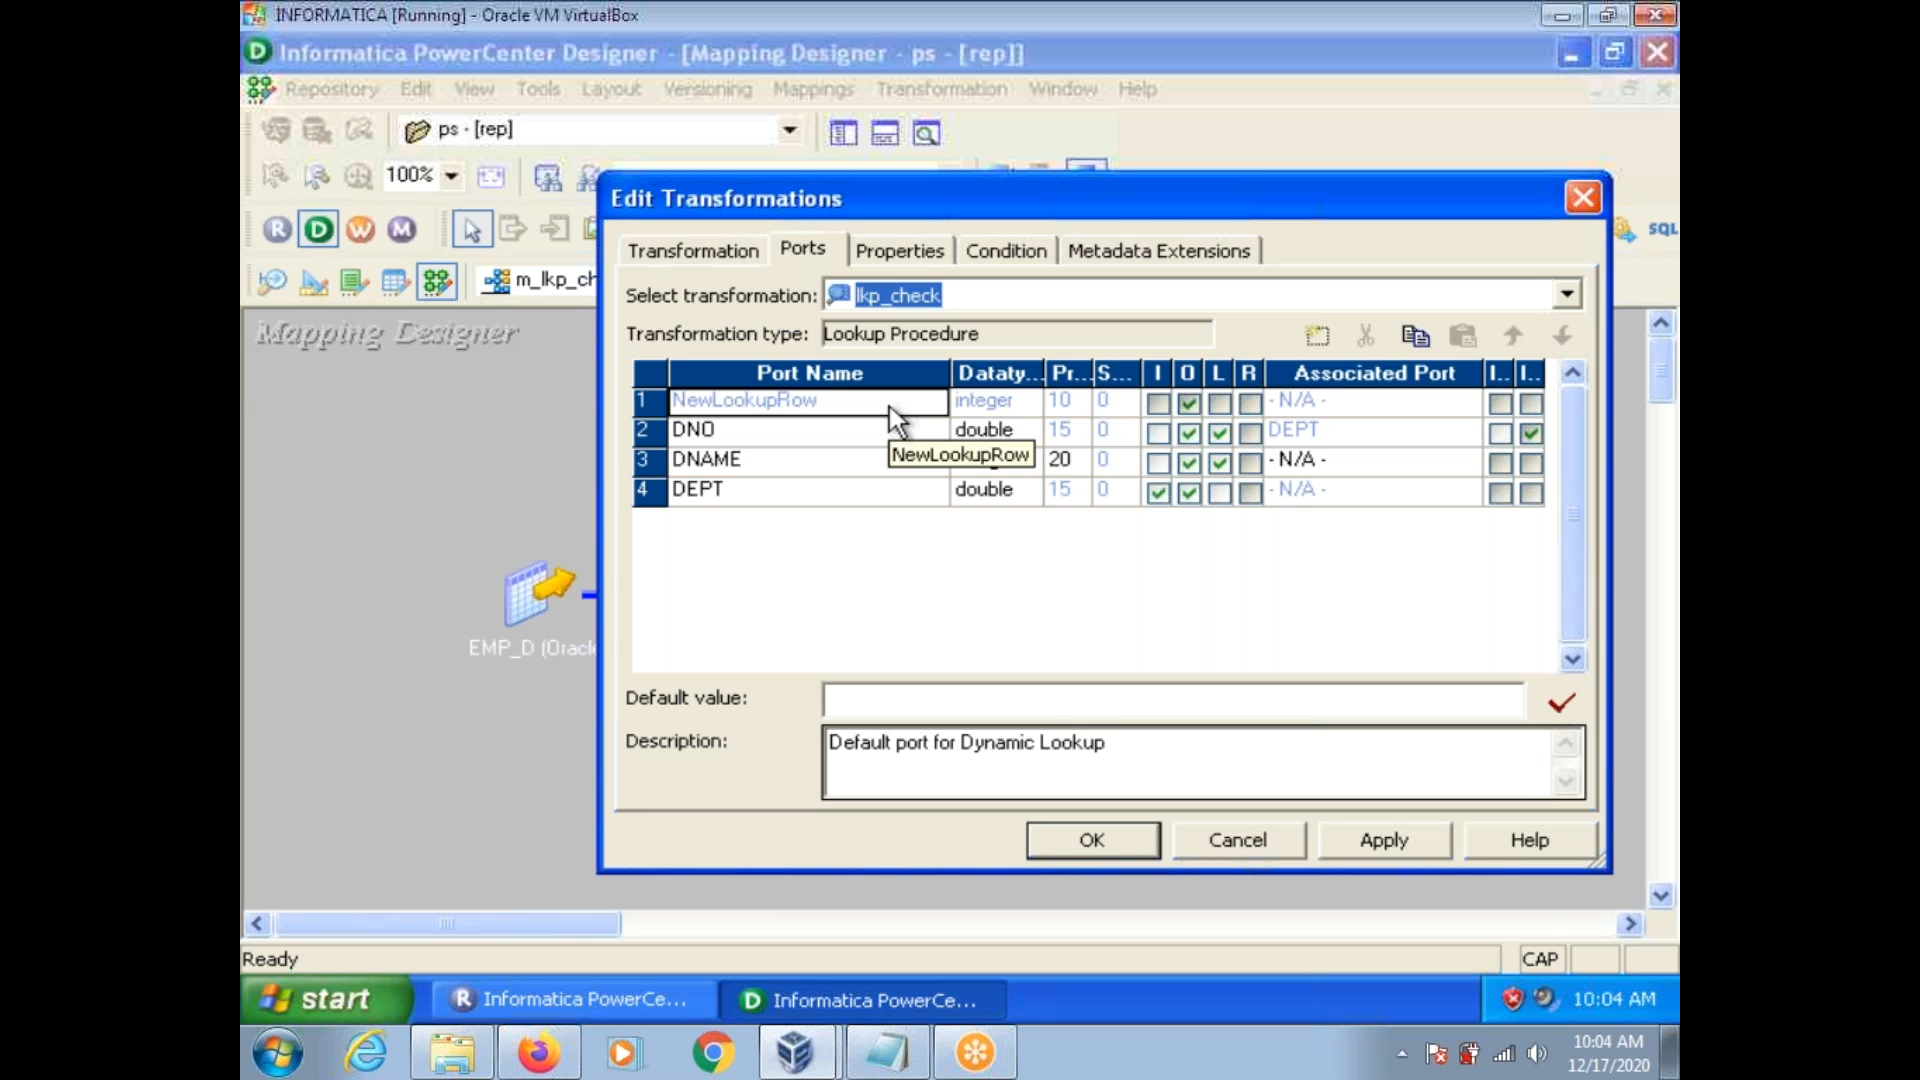 INFORMATICA [Running] - Oracle VM VirtualBox
Informatica PowerCenter Designer - [Mapping Designer - ps - [rep]]
Repository Edit View Tools Layout Versioning Mappings Transformation Window Help
ps - [rep]
100%
Edit Transformations
R D W M
SQL
Transformation Ports Properties Condition Metadata Extensions
m_lkp_ch
Select transformation: lkp_check
Mapping Designer
Transformation type: Lookup Procedure
Port Name Dataty... Pr... S... I O L R Associated Port I.. I..
1 NewLookupRow integer 10 0 - N/A -
2 DNO double 15 0 DEPT
NewLookupRow
3 DNAME 20 0 - N/A -
4 DEPT double 15 0 - N/A -
EMP_D (Oracle
Default value:
Description: Default port for Dynamic Lookup
OK Cancel Apply Help
Ready CAP
start Informatica PowerCe... Informatica PowerCe... 10:04 AM
10:04 AM
12/17/2020